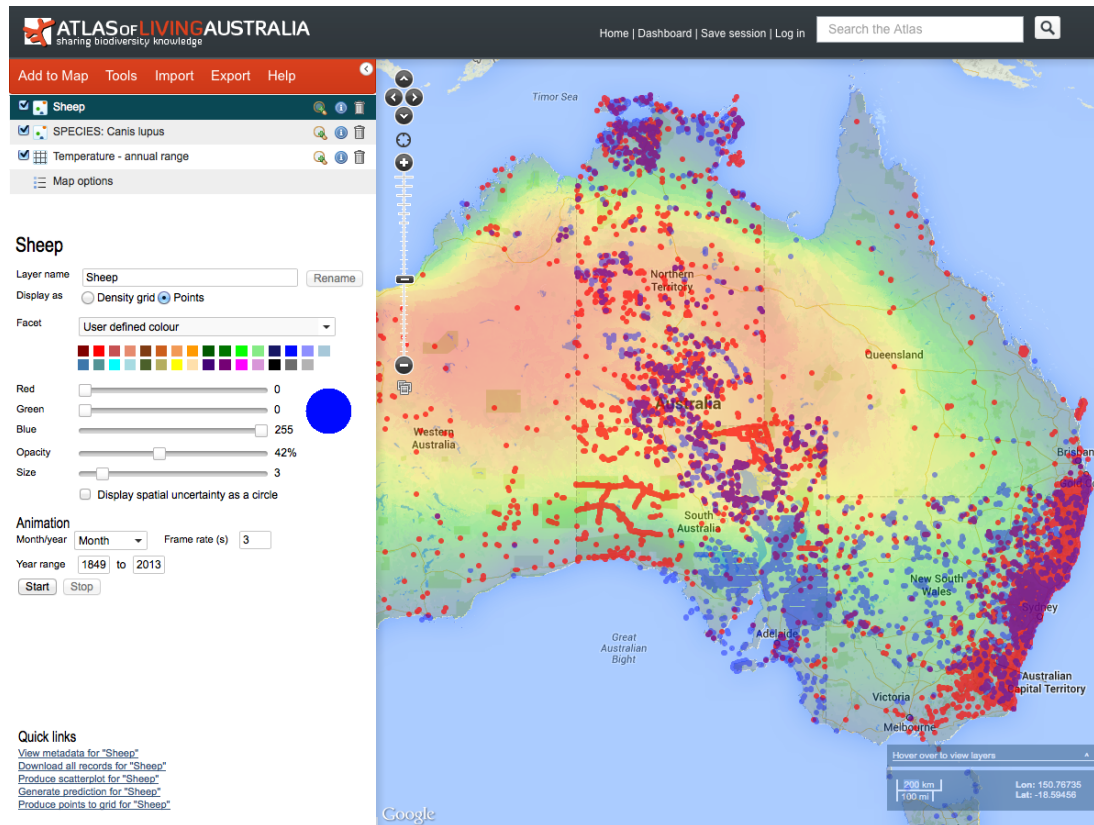 ATLAS OF LIVING AUSTRALIA
sharing biodiversity knowledge
Home | Dashboard | Save session | Log in
Search the Atlas
Add to Map Tools Import Export Help
Sheep
SPECIES: Canis lupus
Temperature - annual range
Map options
Sheep
Layer name Sheep Rename
Display as Density grid Points
Facet User defined colour
Red 0
Green 0
Blue 255
Opacity 42%
Size 3
Display spatial uncertainty as a circle
Animation
Month/year Month Frame rate (s) 3
Year range 1849 to 2013
Start Stop
Quick links
View metadata for "Sheep"
Download all records for "Sheep"
Produce scatterplot for "Sheep"
Generate prediction for "Sheep"
Produce points to grid for "Sheep"
Timor Sea
Northern
Territory
Queensland
Australia
Western
Australia
Brisban
Gold
South
Australia
New South
Wales
Sydney
Adelaide
Great
Australian
Bight
Australian
Capital Territory
Victoria
Melbourne
Hover over to view layers
200 km
100 mi
Lon: 150.76735
Lat: -18.59456
Google